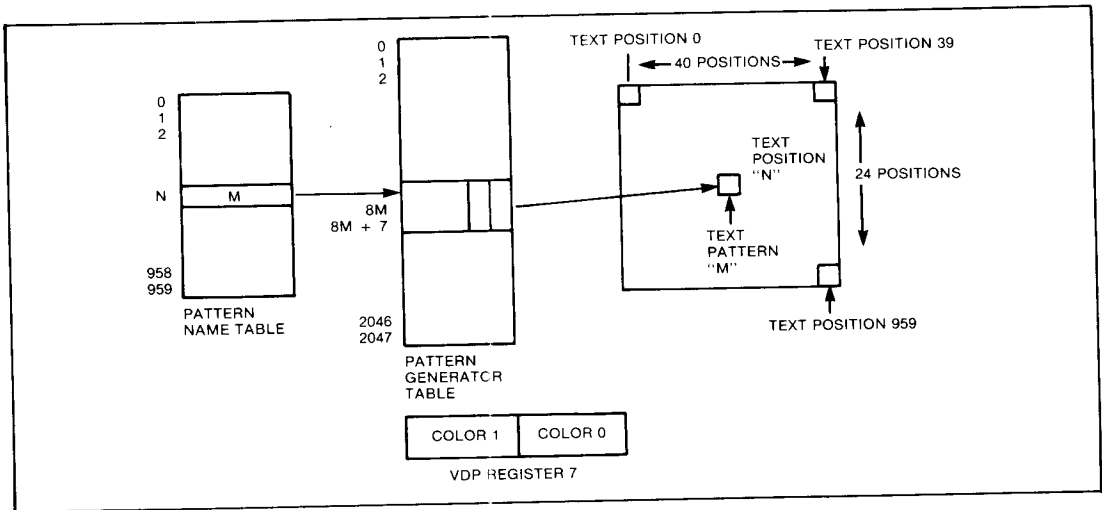 0
1
2
N
M
958
959
PATTERN
NAME TABLE
0
1
2
8M
8M + 7
2046
2047
PATTERN
GENERATOR
TABLE
COLOR 1
COLOR 0
VDP REGISTER 7
TEXT POSITION 0
TEXT POSITION 39
40 POSITIONS
TEXT
POSITION
"N"
24 POSITIONS
TEXT
PATTERN
"M"
TEXT POSITION 959